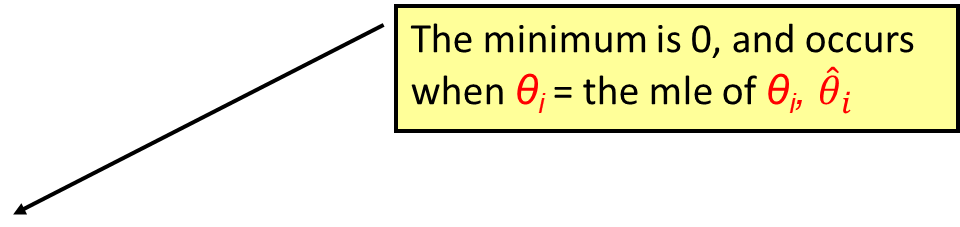 The minimum is 0, and occurs
when θᵢ = the mle of θᵢ, θ̂ᵢ